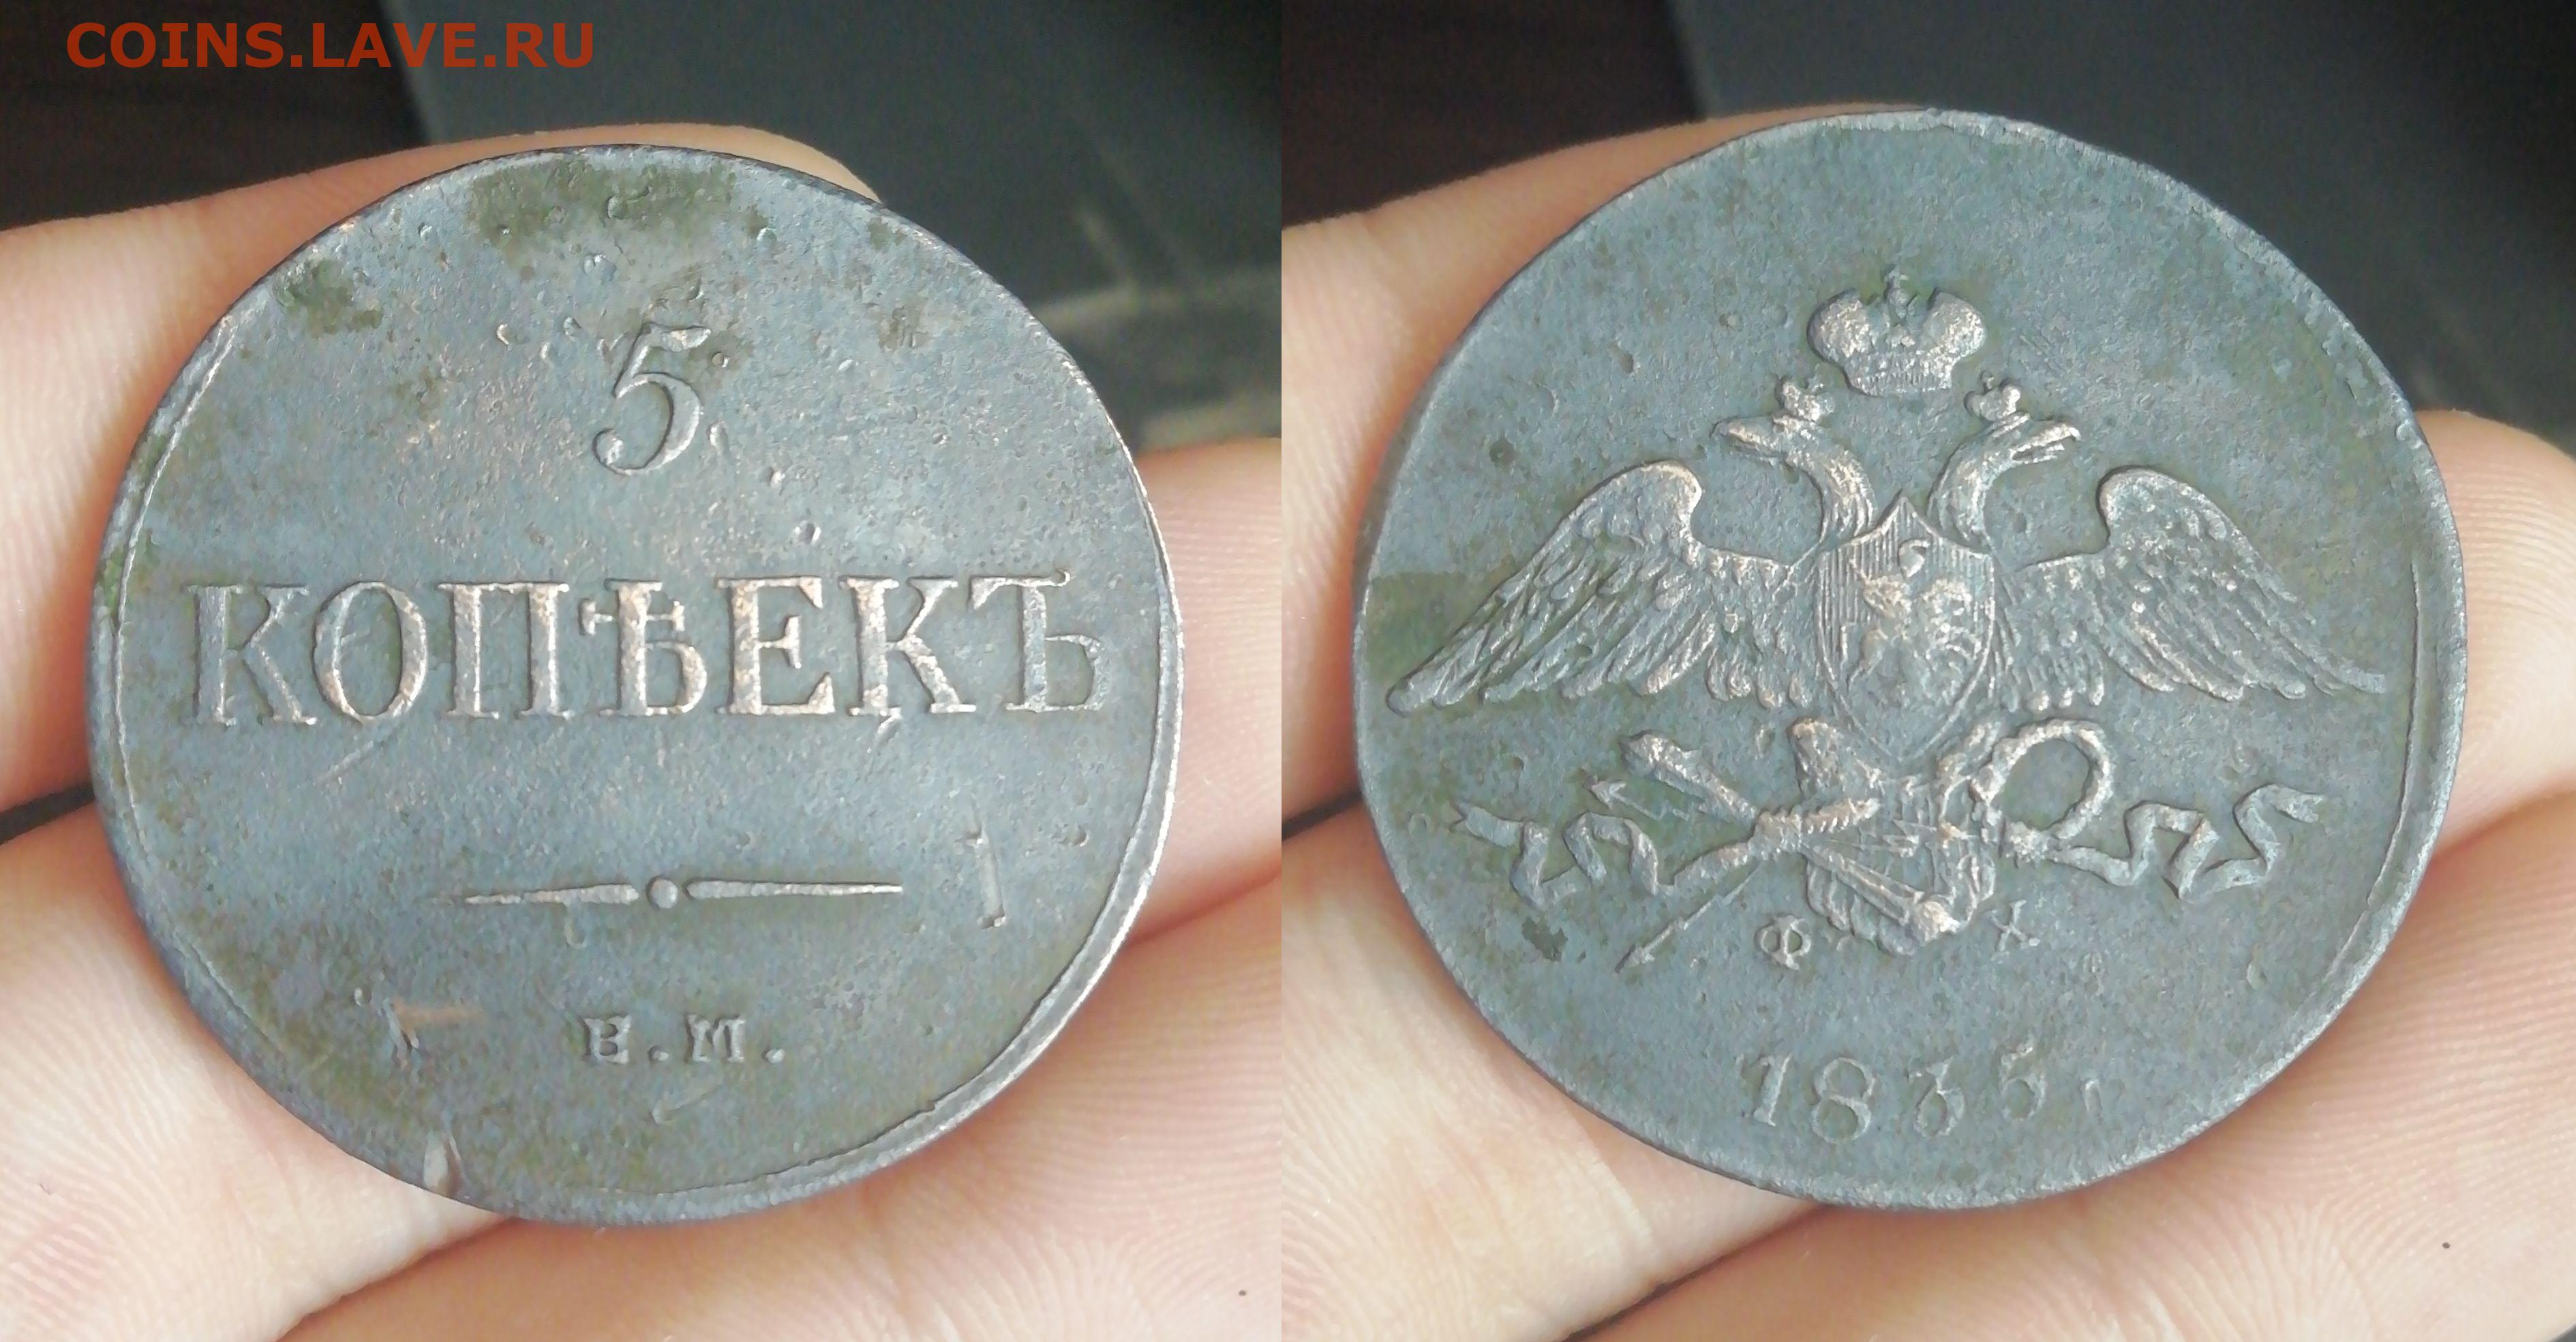 COINS.LAVE.RU
5
КОПѢЕКЪ
Е.М.
Ф Х
1835